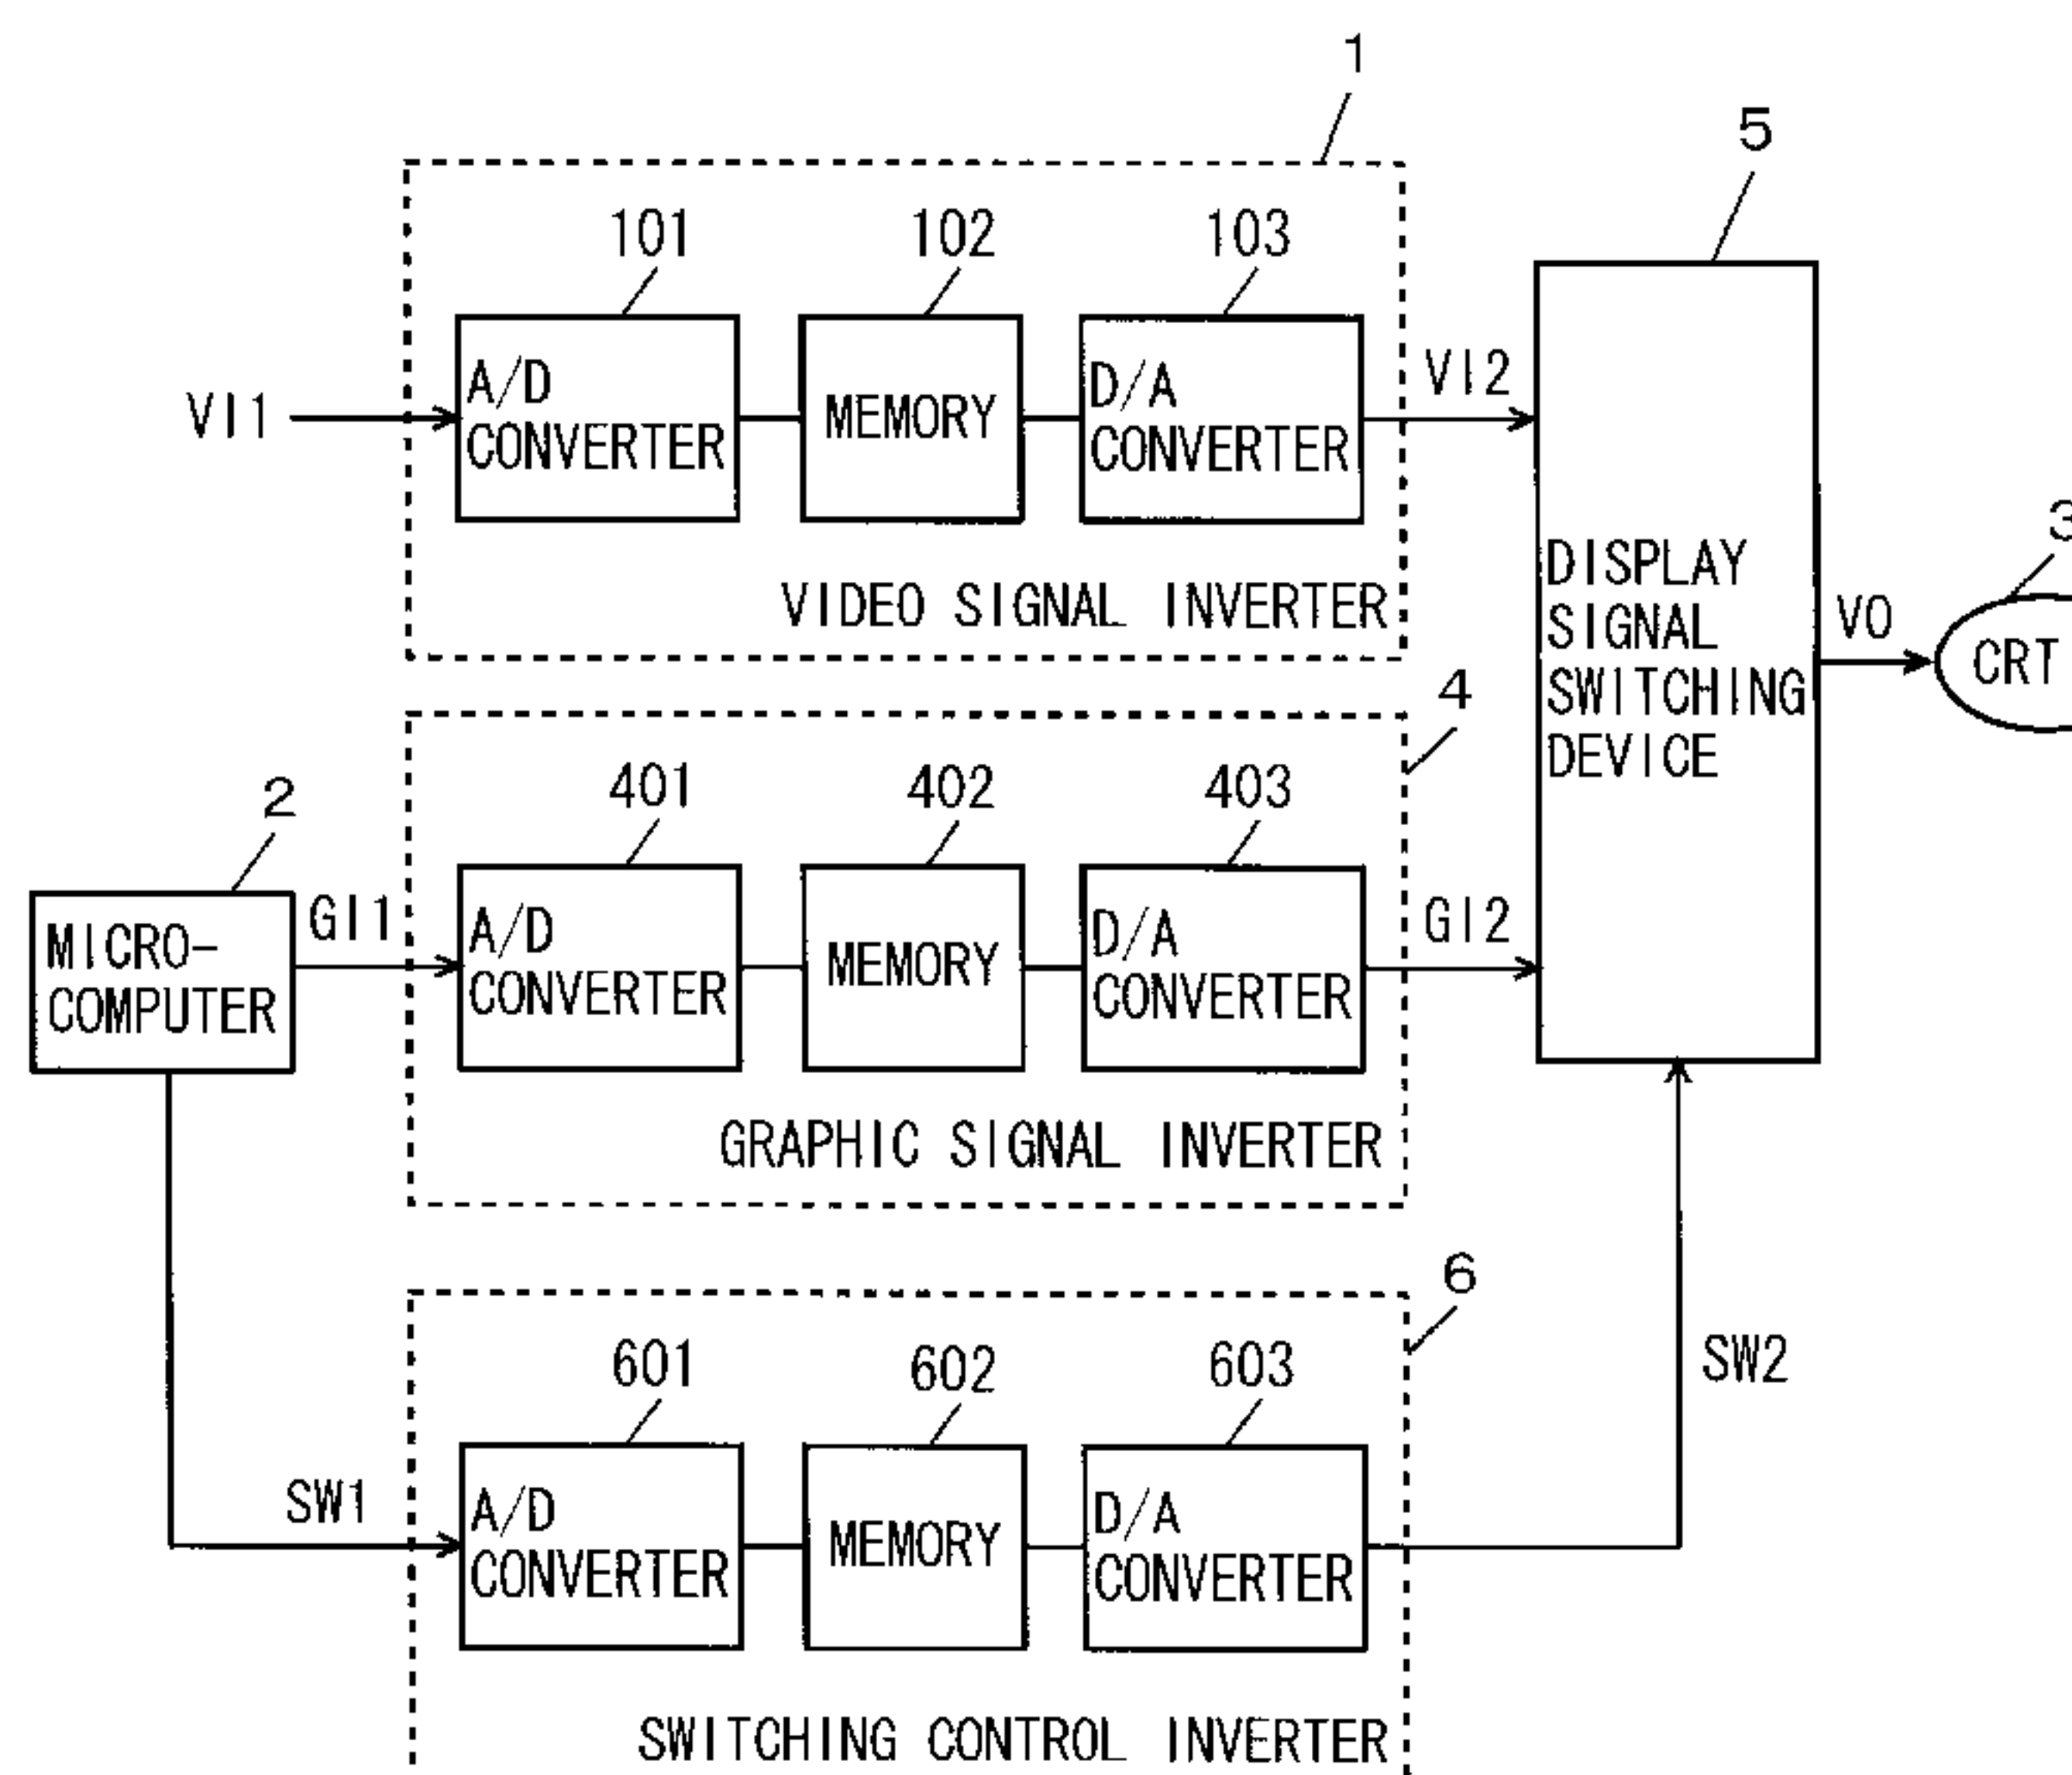 1
5
101 102 103
A/D
CONVERTER
MEMORY
D/A
CONVERTER
VI1
VI2
VIDEO SIGNAL INVERTER
DISPLAY
SIGNAL
SWITCHING
DEVICE
VO
3
CRT
4
2
401 402 403
MICRO-
COMPUTER
GI1
A/D
CONVERTER
MEMORY
D/A
CONVERTER
GI2
GRAPHIC SIGNAL INVERTER
6
601 602 603
SW1
A/D
CONVERTER
MEMORY
D/A
CONVERTER
SW2
SWITCHING CONTROL INVERTER